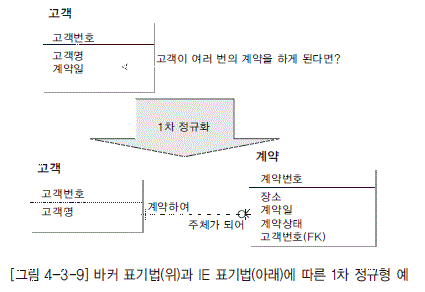 고객
고객번호
고객명
계약일
고객이 여러 번의 계약을 하게 된다면?
1차 정규화
고객
고객번호
고객명
계약하여
주체가 되어
계약
계약번호
장소
계약일
계약상태
고객번호(FK)
[그림 4-3-9] 바커 표기법(위)과 IE 표기법(아래)에 따른 1차 정규형 예